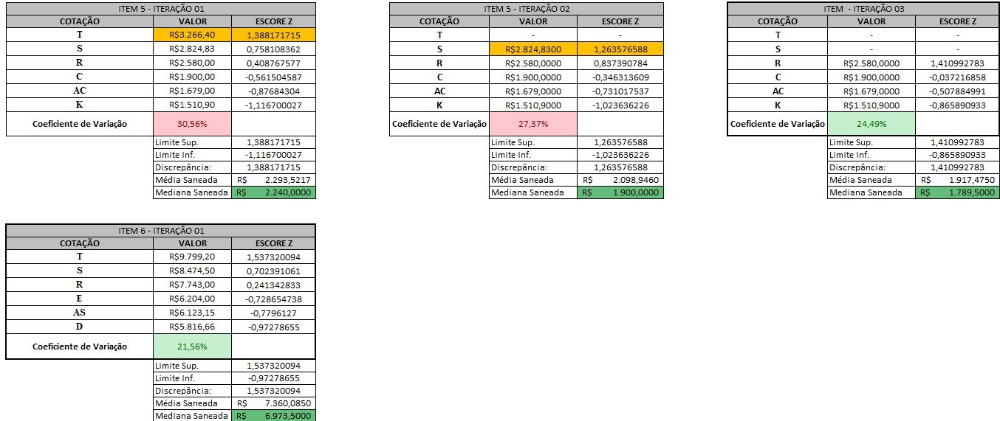 ITEM 5 - ITERAÇÃO 01
COTAÇÃO VALOR ESCORE Z
T R$3.266,40 1,388171715
S R$2.824,83 0,758108362
R R$2.580,00 0,408767577
C R$1.900,00 -0,561504587
AC R$1.679,00 -0,87684304
K R$1.510,90 -1,116700027
Coeficiente de Variação 30,56%
Limite Sup. 1,388171715
Limite Inf. -1,116700027
Discrepância: 1,388171715
Média Saneada R$ 2.293,5217
Mediana Saneada R$ 2.240,0000
ITEM 5 - ITERAÇÃO 02
COTAÇÃO VALOR ESCORE Z
T - -
S R$2.824,8300 1,263576588
R R$2.580,0000 0,837390784
C R$1.900,0000 -0,346313609
AC R$1.679,0000 -0,731017537
K R$1.510,9000 -1,023636226
Coeficiente de Variação 27,37%
Limite Sup. 1,263576588
Limite Inf. -1,023636226
Discrepância: 1,263576588
Média Saneada R$ 2.098,9460
Mediana Saneada R$ 1.900,0000
ITEM - ITERAÇÃO 03
COTAÇÃO VALOR ESCORE Z
T - -
S - -
R R$2.580,0000 1,410992783
C R$1.900,0000 -0,037216858
AC R$1.679,0000 -0,507884991
K R$1.510,9000 -0,865890933
Coeficiente de Variação 24,49%
Limite Sup. 1,410992783
Limite Inf. -0,865890933
Discrepância: 1,410992783
Média Saneada R$ 1.917,4750
Mediana Saneada R$ 1.789,5000
ITEM 6 - ITERAÇÃO 01
COTAÇÃO VALOR ESCORE Z
T R$9.799,20 1,537320094
S R$8.474,50 0,702391061
R R$7.743,00 0,241342833
E R$6.204,00 -0,728654738
AS R$6.123,15 -0,7796127
D R$5.816,66 -0,97278655
Coeficiente de Variação 21,56%
Limite Sup. 1,537320094
Limite Inf. -0,97278655
Discrepância: 1,537320094
Média Saneada R$ 7.360,0850
Mediana Saneada R$ 6.973,5000